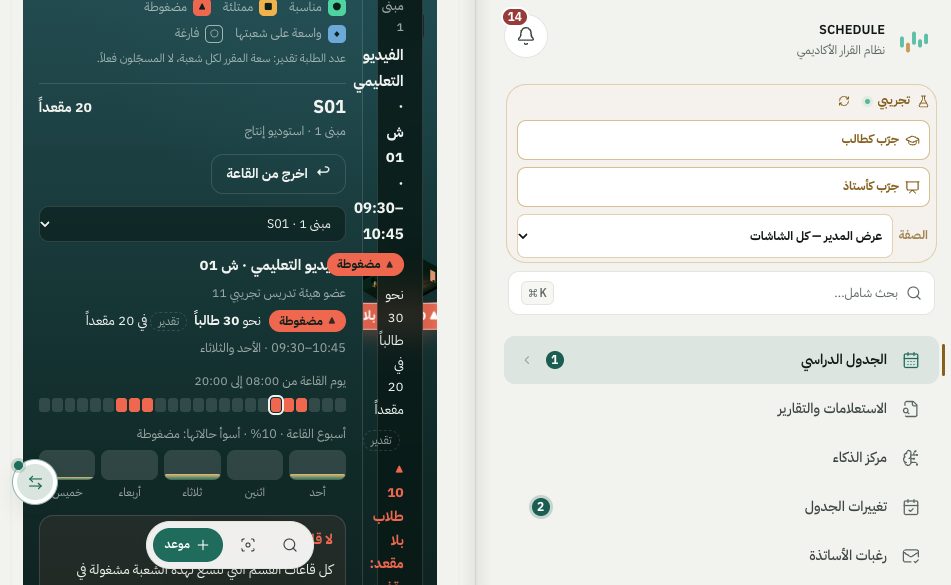 14
SCHEDULE
نظام القرار الأكاديمي
تجريبي
جرّب كطالب
جرّب كأستاذ
الصفة
عرض المدير — كل الشاشات
بحث شامل...
⌘K
الجدول الدراسي
1
الاستعلامات والتقارير
مركز الذكاء
تغييرات الجدول
2
رغبات الأساتذة
مبنى
1
الفيديو
التعليمي
·
ش
01
·
09:30–
10:45
▲ مضغوطة
نحو
30
طالباً
في
20
مقعداً
تقدير
▲
10
طلاب
بلا
مقعد:
بلا
مناسبة
ممتلئة
مضغوطة
واسعة على شعبتها
فارغة
عدد الطلبة تقدير: سعة المقرر لكل شعبة، لا المسجّلون فعلاً.
S01
20 مقعداً
مبنى 1 · استوديو إنتاج
اخرج من القاعة
مبنى 1 · S01
يديو التعليمي · ش 01
عضو هيئة تدريس تجريبي 11
▲ مضغوطة نحو 30 طالباً تقدير في 20 مقعداً
09:30–10:45 · الأحد والثلاثاء
يوم القاعة من 08:00 إلى 20:00
أسبوع القاعة · 10% · أسوأ حالاتها: مضغوطة
أحد
اثنين
ثلاثاء
أربعاء
خميس
موعد
كل قاعات القسم التي تتسع لهذه الشعبة مشغولة في